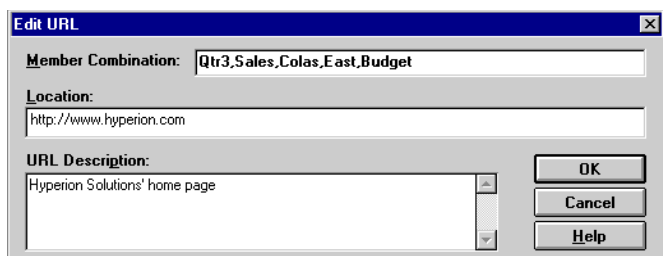 Edit URL
Member Combination: Qtr3,Sales,Colas,East,Budget
Location:
http://www.hyperion.com
URL Description:
Hyperion Solutions' home page
OK
Cancel
Help